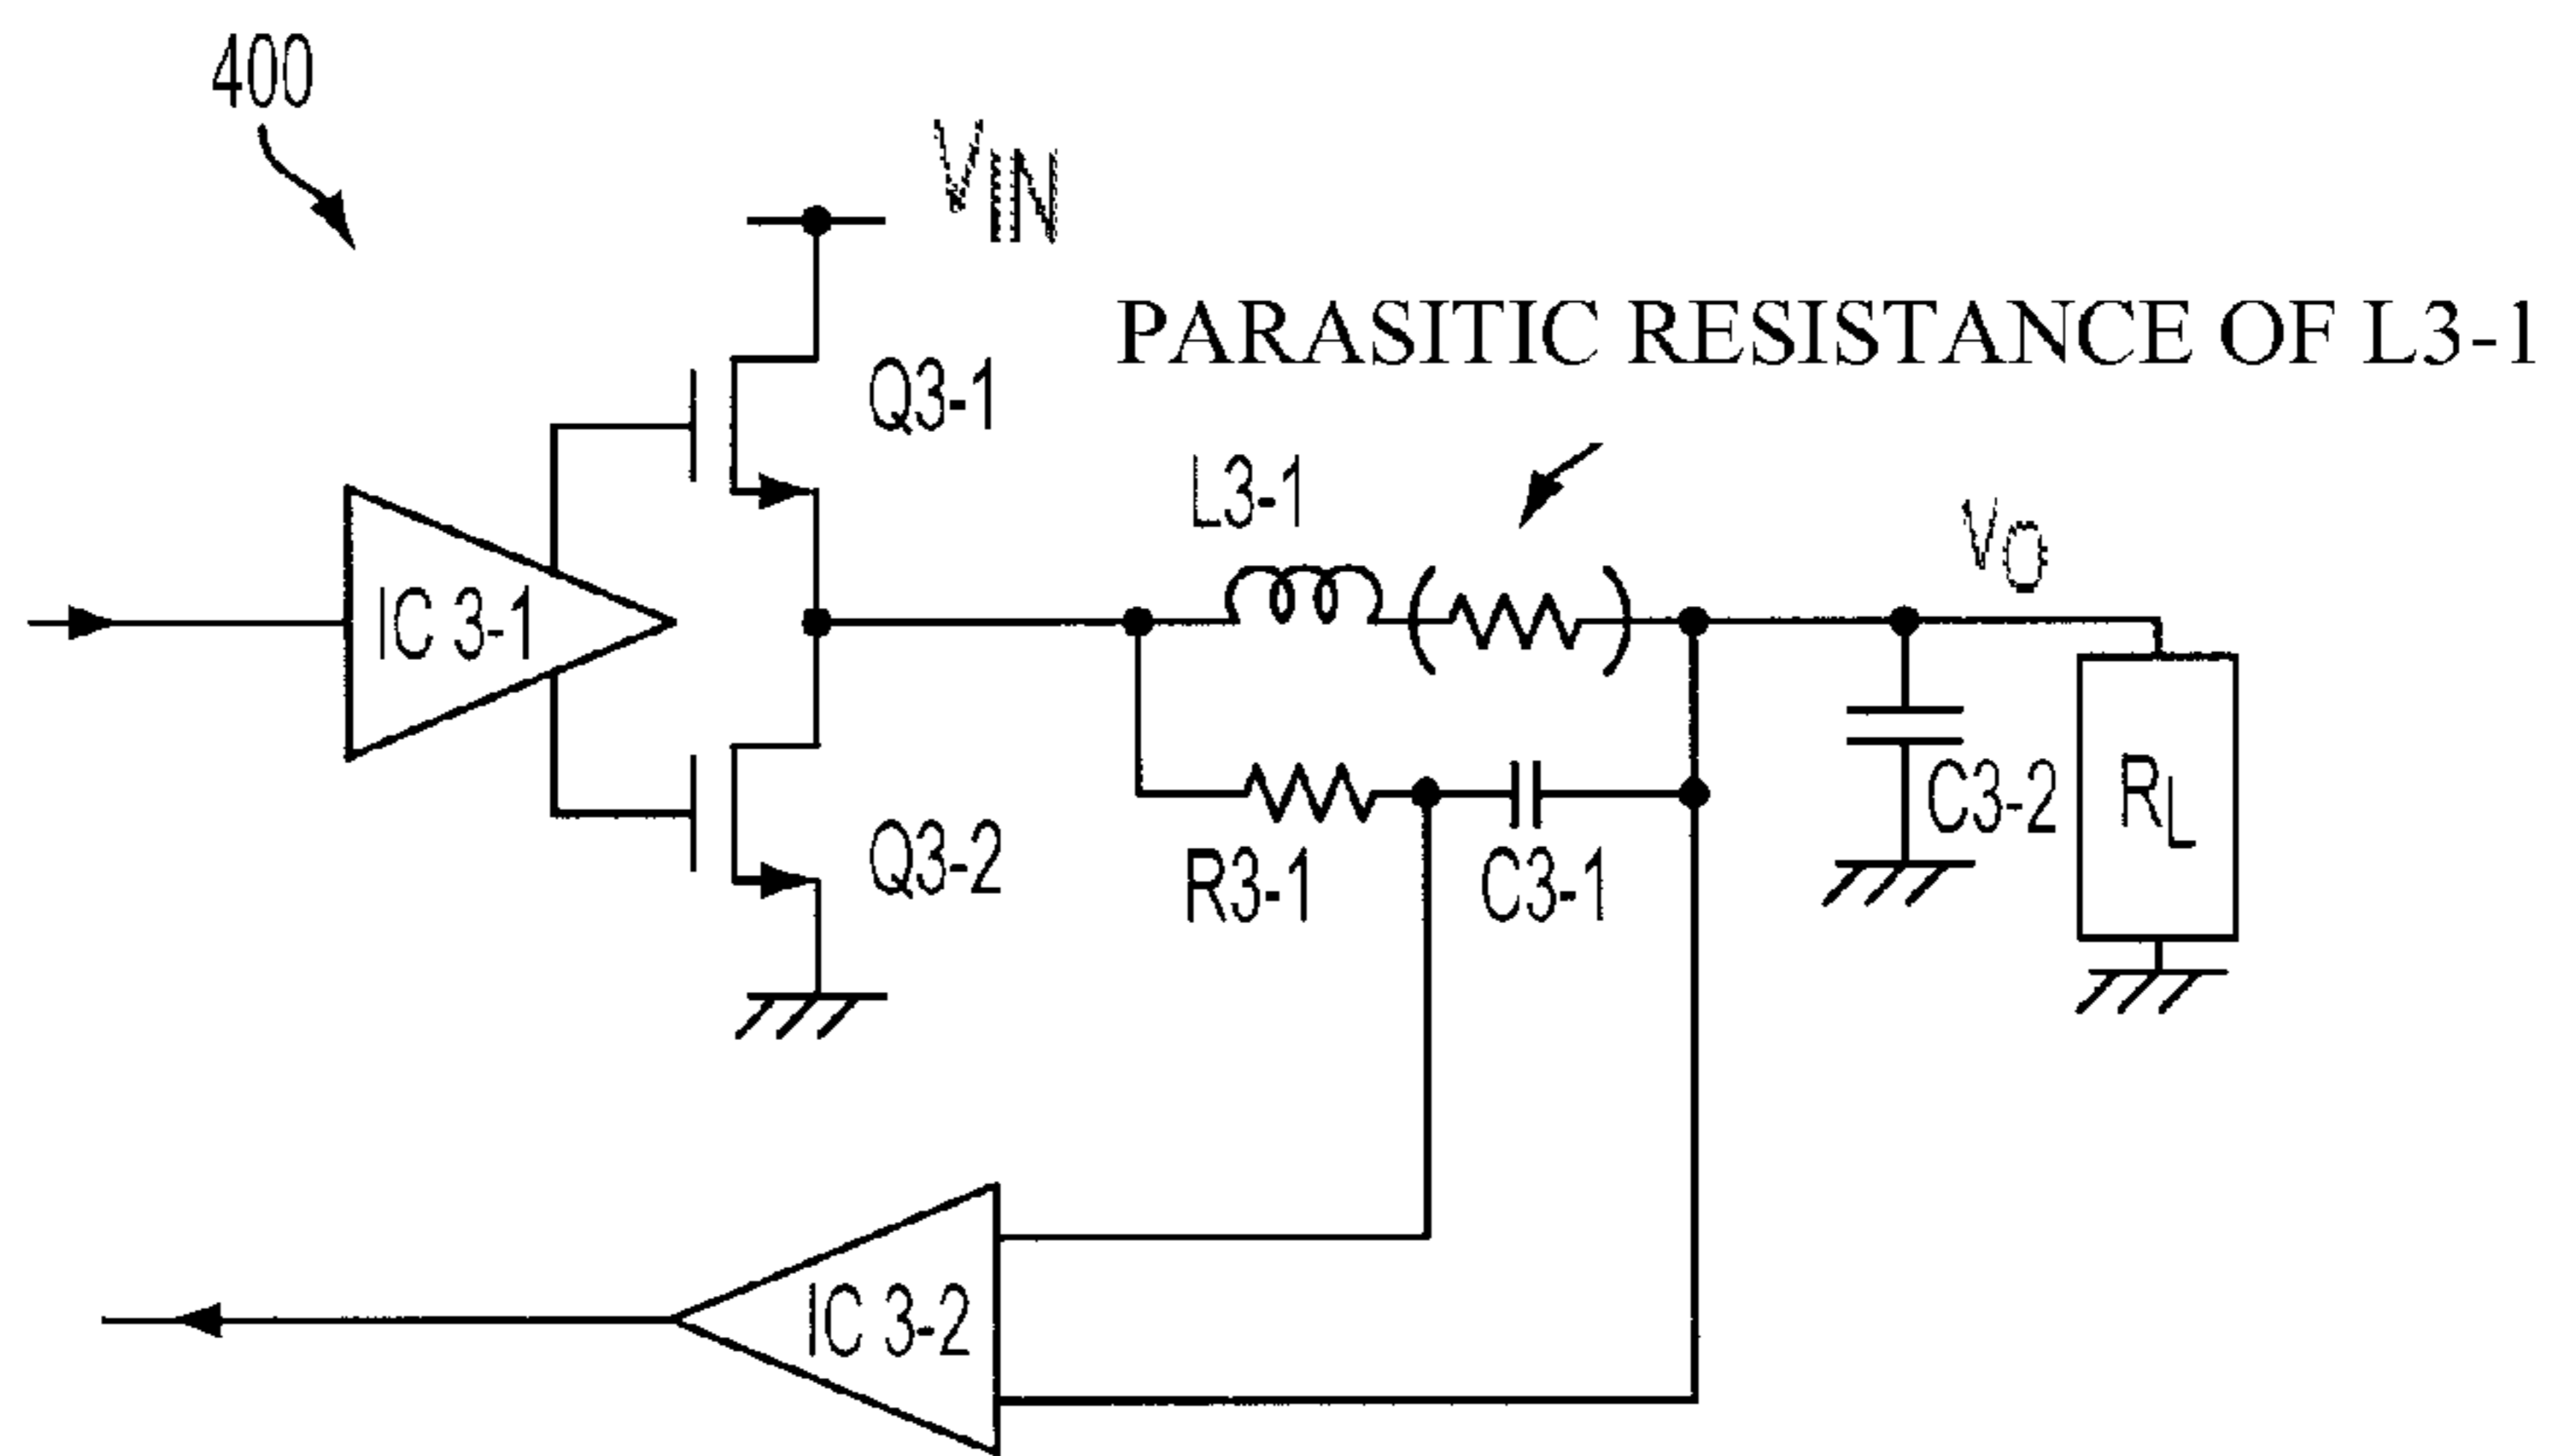 400
VIN
PARASITIC RESISTANCE OF L3-1
Q3-1
L3-1
VO
IC 3-1
C3-2
RL
Q3-2
R3-1
C3-1
IC 3-2